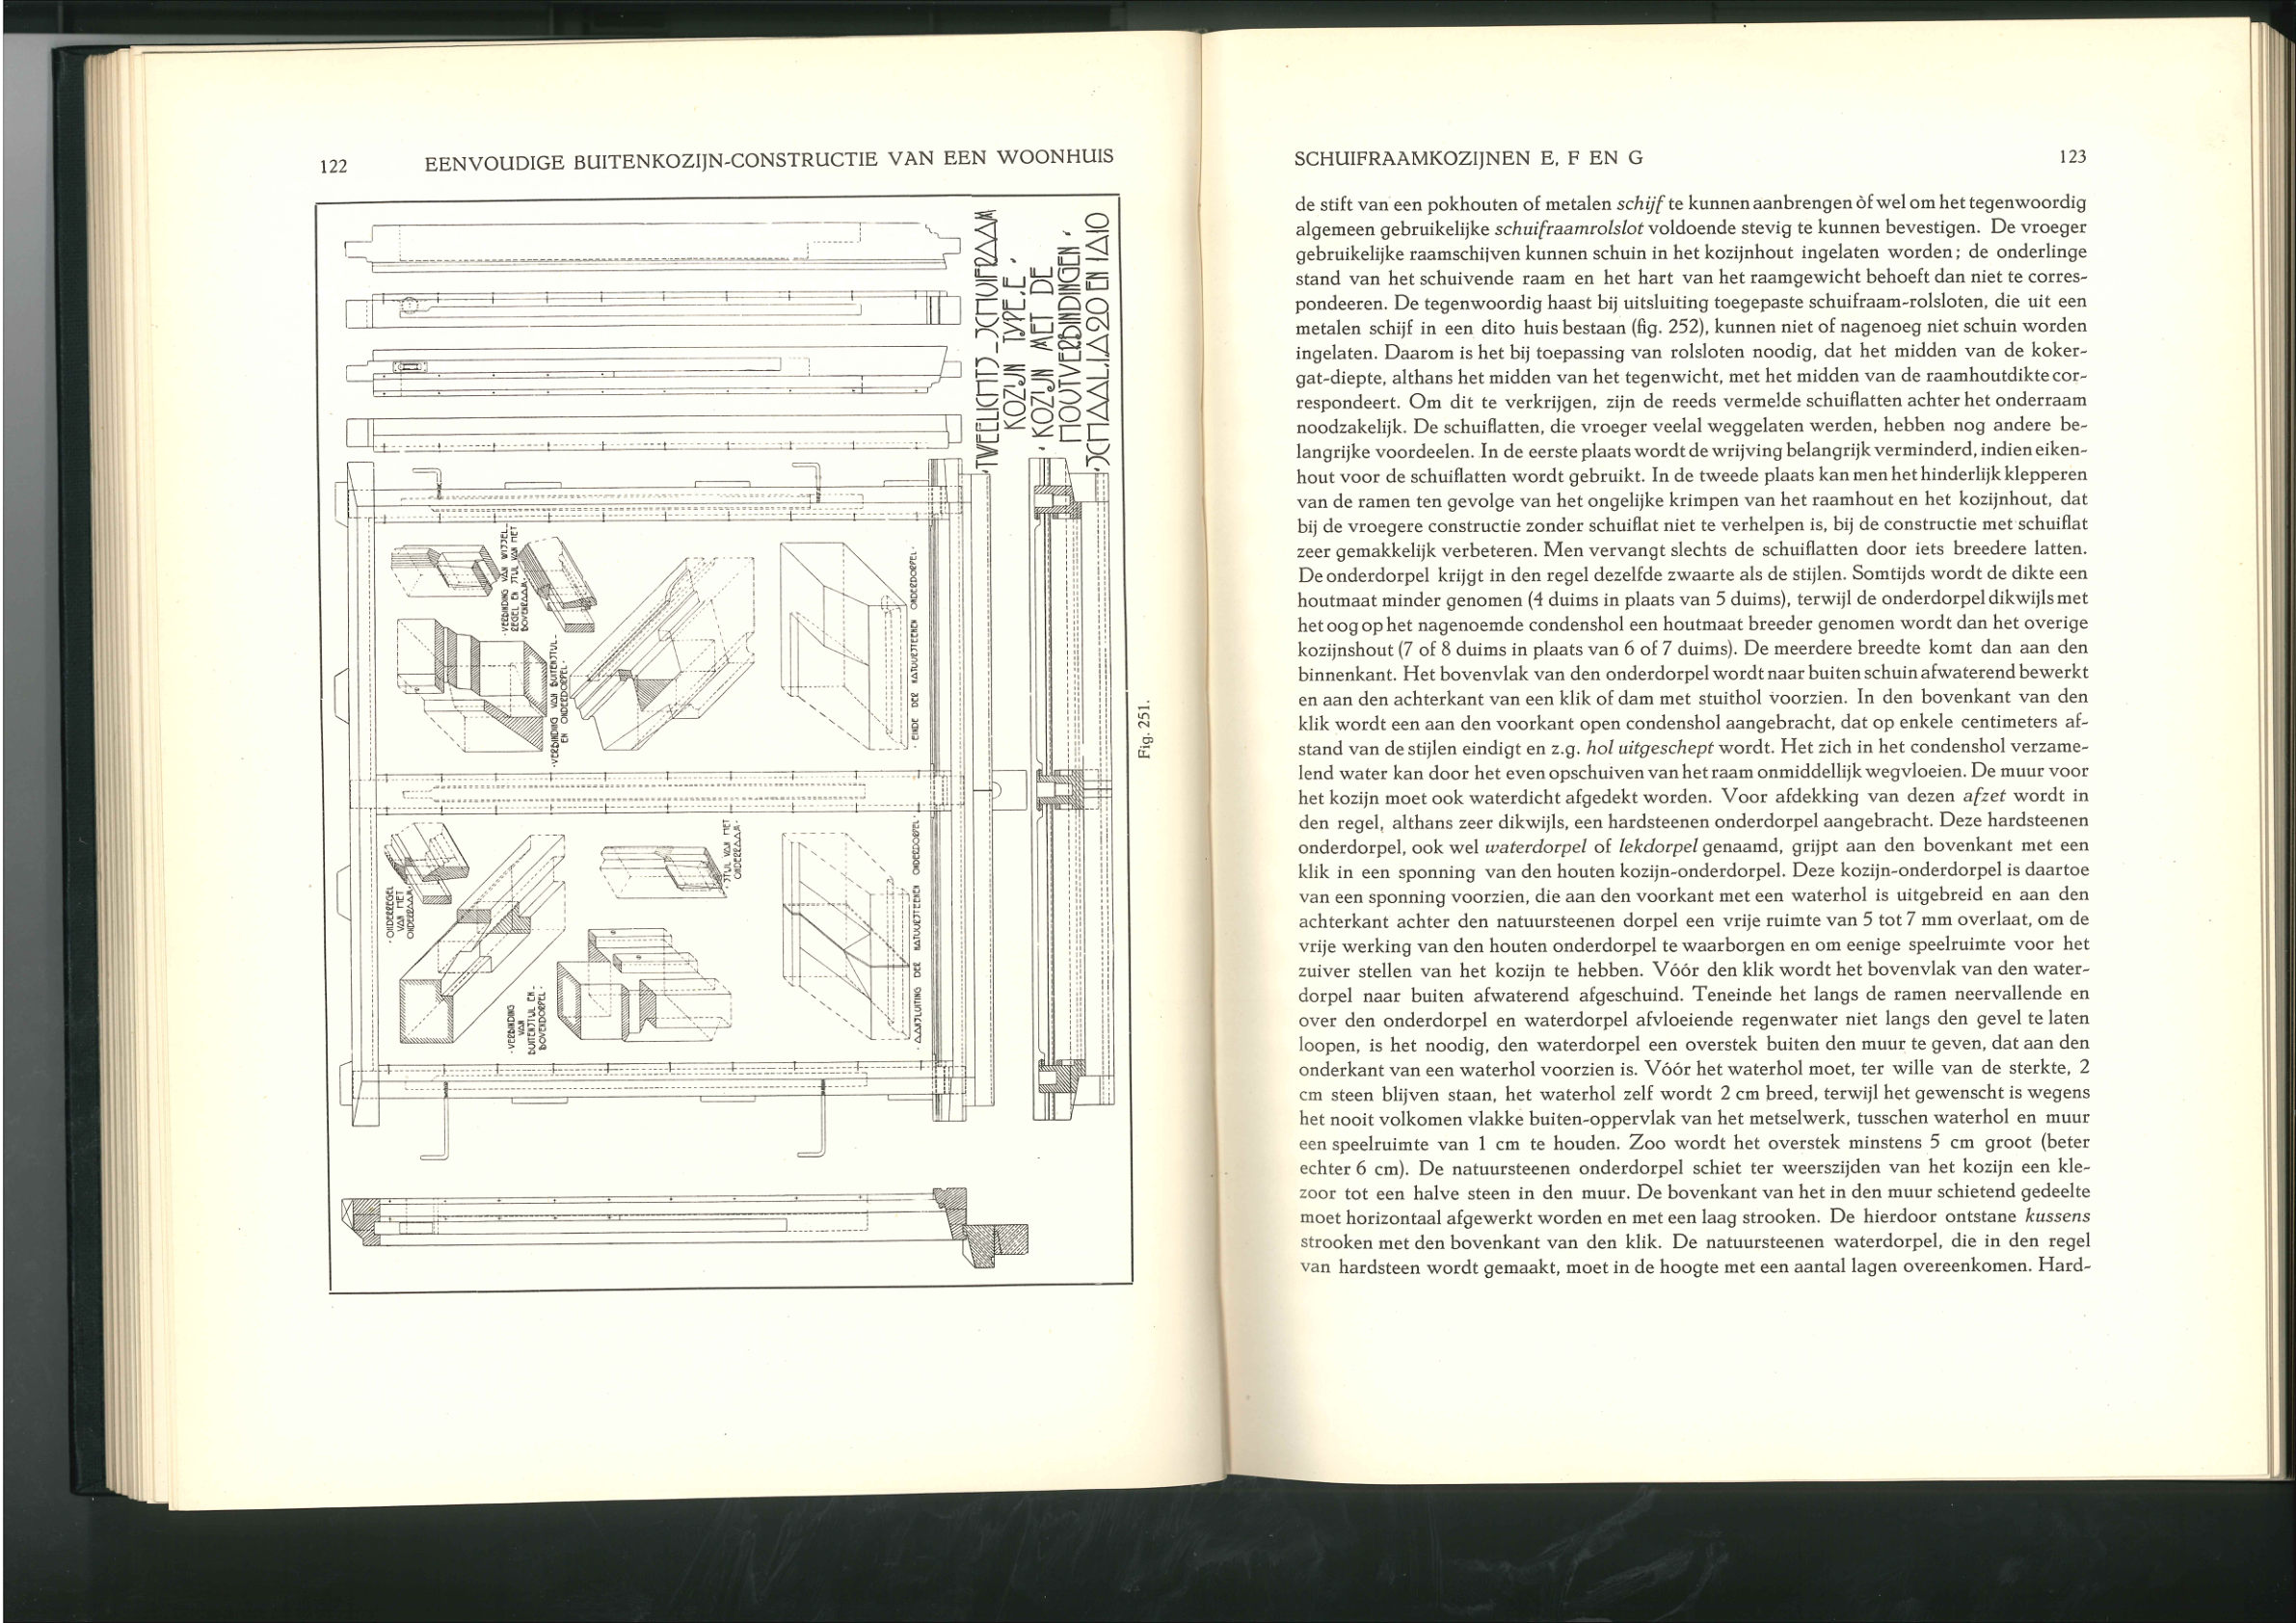 122 EENVOUDIGE BUITENKOZIJN-CONSTRUCTIE VAN EEN WOONHUIS
TWEELICHTS-SCHUIFRAAM
KOZIJN TYPE.E.
KOZIJN MET DE
HOUTVERBINDINGEN.
SCHAAL.1À20 EN 1À10
VERBINDING VAN WISSEL-
REGEL EN STIJL VAN HET
BOVENRAAM.
VERBINDING VAN BUITENSTIJL-
EN ONDERDORPEL.
EINDE DER NATUURSTEENEN ONDERDORPEL.
ONDERREGEL
VAN HET
ONDERRAAM.
VERBINDING
VAN
BUITENSTIJL EN-
BOVENDORPEL.
STIJL VAN HET
ONDERRAAM.
AANSLUITING DER NATUURSTEENEN ONDERDORPEL.
Fig. 251.
SCHUIFRAAMKOZIJNEN E, F EN G 123
de stift van een pokhouten of metalen schijf te kunnen aanbrengen òf wel om het tegenwoordig
algemeen gebruikelijke schuifraamrolslot voldoende stevig te kunnen bevestigen. De vroeger
gebruikelijke raamschijven kunnen schuin in het kozijnhout ingelaten worden; de onderlinge
stand van het schuivende raam en het hart van het raamgewicht behoeft dan niet te corres-
pondeeren. De tegenwoordig haast bij uitsluiting toegepaste schuifraam-rolsloten, die uit een
metalen schijf in een dito huis bestaan (fig. 252), kunnen niet of nagenoeg niet schuin worden
ingelaten. Daarom is het bij toepassing van rolsloten noodig, dat het midden van de koker-
gat-diepte, althans het midden van het tegenwicht, met het midden van de raamhoutdikte cor-
respondeert. Om dit te verkrijgen, zijn de reeds vermelde schuiflatten achter het onderraam
noodzakelijk. De schuiflatten, die vroeger veelal weggelaten werden, hebben nog andere be-
langrijke voordeelen. In de eerste plaats wordt de wrijving belangrijk verminderd, indien eiken-
hout voor de schuiflatten wordt gebruikt. In de tweede plaats kan men het hinderlijk klepperen
van de ramen ten gevolge van het ongelijke krimpen van het raamhout en het kozijnhout, dat
bij de vroegere constructie zonder schuiflat niet te verhelpen is, bij de constructie met schuiflat
zeer gemakkelijk verbeteren. Men vervangt slechts de schuiflatten door iets breedere latten.
De onderdorpel krijgt in den regel dezelfde zwaarte als de stijlen. Somtijds wordt de dikte een
houtmaat minder genomen (4 duims in plaats van 5 duims), terwijl de onderdorpel dikwijls met
het oog op het nagenoemde condenshol een houtmaat breeder genomen wordt dan het overige
kozijnshout (7 of 8 duims in plaats van 6 of 7 duims). De meerdere breedte komt dan aan den
binnenkant. Het bovenvlak van den onderdorpel wordt naar buiten schuin afwaterend bewerkt
en aan den achterkant van een klik of dam met stuithol voorzien. In den bovenkant van den
klik wordt een aan den voorkant open condenshol aangebracht, dat op enkele centimeters af-
stand van de stijlen eindigt en z.g. hol uitgeschept wordt. Het zich in het condenshol verzame-
lend water kan door het even opschuiven van het raam onmiddellijk wegvloeien. De muur voor
het kozijn moet ook waterdicht afgedekt worden. Voor afdekking van dezen afzet wordt in
den regel, althans zeer dikwijls, een hardsteenen onderdorpel aangebracht. Deze hardsteenen
onderdorpel, ook wel waterdorpel of lekdorpel genaamd, grijpt aan den bovenkant met een
klik in een sponning van den houten kozijn-onderdorpel. Deze kozijn-onderdorpel is daartoe
van een sponning voorzien, die aan den voorkant met een waterhol is uitgebreid en aan den
achterkant achter den natuursteenen dorpel een vrije ruimte van 5 tot 7 mm overlaat, om de
vrije werking van den houten onderdorpel te waarborgen en om eenige speelruimte voor het
zuiver stellen van het kozijn te hebben. Vóór den klik wordt het bovenvlak van den water-
dorpel naar buiten afwaterend afgeschuind. Teneinde het langs de ramen neervallende en
over den onderdorpel en waterdorpel afvloeiende regenwater niet langs den gevel te laten
loopen, is het noodig, den waterdorpel een overstek buiten den muur te geven, dat aan den
onderkant van een waterhol voorzien is. Vóór het waterhol moet, ter wille van de sterkte, 2
cm steen blijven staan, het waterhol zelf wordt 2 cm breed, terwijl het gewenscht is wegens
het nooit volkomen vlakke buiten-oppervlak van het metselwerk, tusschen waterhol en muur
een speelruimte van 1 cm te houden. Zoo wordt het overstek minstens 5 cm groot (beter
echter 6 cm). De natuursteenen onderdorpel schiet ter weerszijden van het kozijn een kle-
zoor tot een halve steen in den muur. De bovenkant van het in den muur schietend gedeelte
moet horizontaal afgewerkt worden en met een laag strooken. De hierdoor ontstane kussens
strooken met den bovenkant van den klik. De natuursteenen waterdorpel, die in den regel
van hardsteen wordt gemaakt, moet in de hoogte met een aantal lagen overeenkomen. Hard-